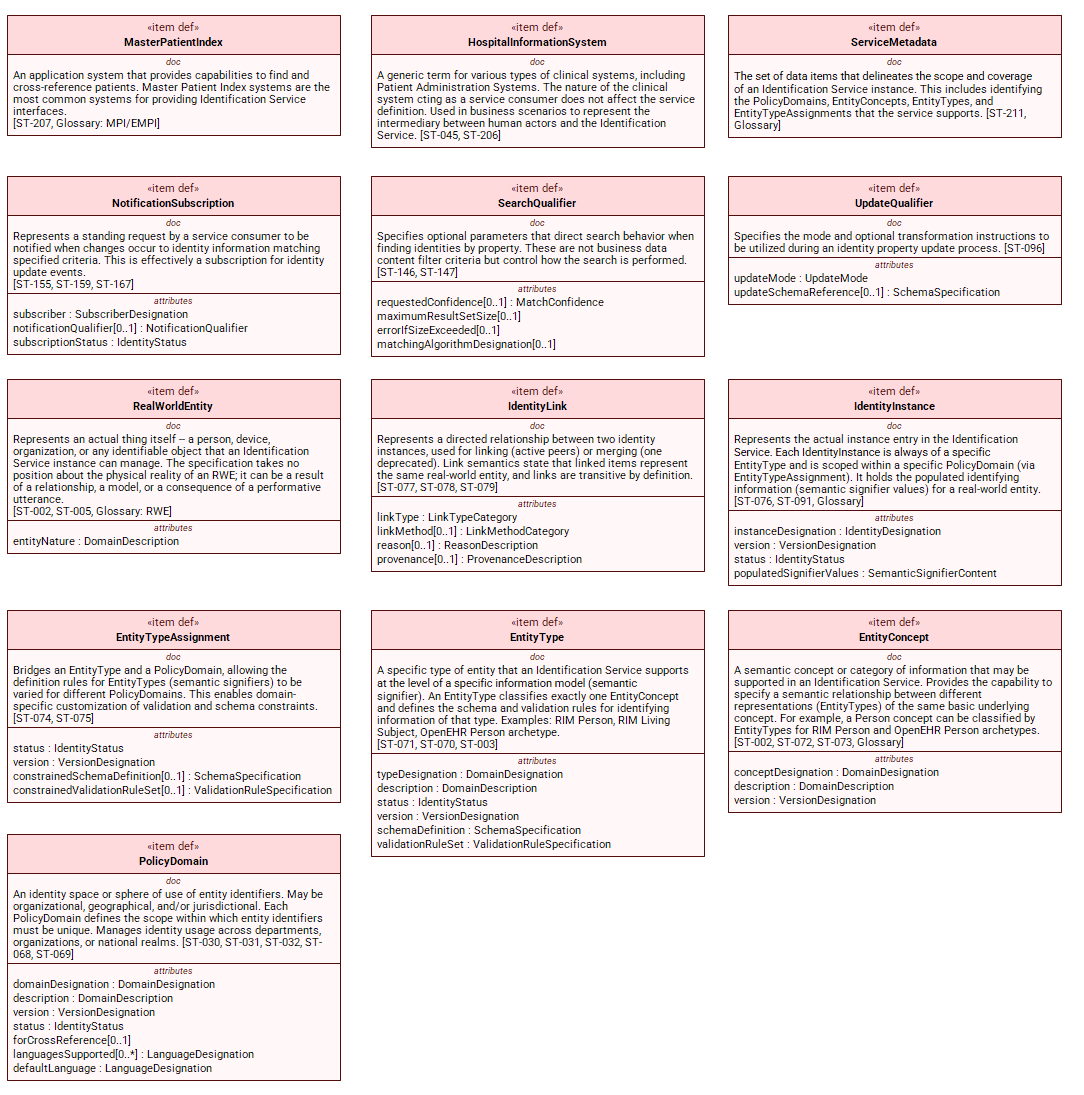 «item def»
MasterPatientIndex
doc
An application system that provides capabilities to find and
cross-reference patients. Master Patient Index systems are the
most common systems for providing Identification Service
interfaces.
[ST-207, Glossary: MPI/EMPI]
«item def»
HospitalInformationSystem
doc
A generic term for various types of clinical systems, including
Patient Administration Systems. The nature of the clinical
system cting as a service consumer does not affect the service
definition. Used in business scenarios to represent the
intermediary between human actors and the Identification
Service. [ST-045, ST-206]
«item def»
ServiceMetadata
doc
The set of data items that delineates the scope and coverage
of an Identification Service instance. This includes identifying
the PolicyDomains, EntityConcepts, EntityTypes, and
EntityTypeAssignments that the service supports. [ST-211,
Glossary]
«item def»
NotificationSubscription
doc
Represents a standing request by a service consumer to be
notified when changes occur to identity information matching
specified criteria. This is effectively a subscription for identity
update events.
[ST-155, ST-159, ST-167]
attributes
subscriber : SubscriberDesignation
notificationQualifier[0..1] : NotificationQualifier
subscriptionStatus : IdentityStatus
«item def»
SearchQualifier
doc
Specifies optional parameters that direct search behavior when
finding identities by property. These are not business data
content filter criteria but control how the search is performed.
[ST-146, ST-147]
attributes
requestedConfidence[0..1] : MatchConfidence
maximumResultSetSize[0..1]
errorIfSizeExceeded[0..1]
matchingAlgorithmDesignation[0..1]
«item def»
UpdateQualifier
doc
Specifies the mode and optional transformation instructions to
be utilized during an identity property update process. [ST-096]
attributes
updateMode : UpdateMode
updateSchemaReference[0..1] : SchemaSpecification
«item def»
RealWorldEntity
doc
Represents an actual thing itself – a person, device,
organization, or any identifiable object that an Identification
Service instance can manage. The specification takes no
position about the physical reality of an RWE; it can be a result
of a relationship, a model, or a consequence of a performative
utterance.
[ST-002, ST-005, Glossary: RWE]
attributes
entityNature : DomainDescription
«item def»
IdentityLink
doc
Represents a directed relationship between two identity
instances, used for linking (active peers) or merging (one
deprecated). Link semantics state that linked items represent
the same real-world entity, and links are transitive by definition.
[ST-077, ST-078, ST-079]
attributes
linkType : LinkTypeCategory
linkMethod[0..1] : LinkMethodCategory
reason[0..1] : ReasonDescription
provenance[0..1] : ProvenanceDescription
«item def»
IdentityInstance
doc
Represents the actual instance entry in the Identification
Service. Each IdentityInstance is always of a specific
EntityType and is scoped within a specific PolicyDomain (via
EntityTypeAssignment). It holds the populated identifying
information (semantic signifier values) for a real-world entity.
[ST-076, ST-091, Glossary]
attributes
instanceDesignation : IdentityDesignation
version : VersionDesignation
status : IdentityStatus
populatedSignifierValues : SemanticSignifierContent
«item def»
EntityTypeAssignment
doc
Bridges an EntityType and a PolicyDomain, allowing the
definition rules for EntityTypes (semantic signifiers) to be
varied for different PolicyDomains. This enables domain-
specific customization of validation and schema constraints.
[ST-074, ST-075]
attributes
status : IdentityStatus
version : VersionDesignation
constrainedSchemaDefinition[0..1] : SchemaSpecification
constrainedValidationRuleSet[0..1] : ValidationRuleSpecification
«item def»
EntityType
doc
A specific type of entity that an Identification Service supports
at the level of a specific information model (semantic
signifier). An EntityType classifies exactly one EntityConcept
and defines the schema and validation rules for identifying
information of that type. Examples: RIM Person, RIM Living
Subject, OpenEHR Person archetype.
[ST-071, ST-070, ST-003]
attributes
typeDesignation : DomainDesignation
description : DomainDescription
status : IdentityStatus
version : VersionDesignation
schemaDefinition : SchemaSpecification
validationRuleSet : ValidationRuleSpecification
«item def»
EntityConcept
doc
A semantic concept or category of information that may be
supported in an Identification Service. Provides the capability to
specify a semantic relationship between different
representations (EntityTypes) of the same basic underlying
concept. For example, a Person concept can be classified by
EntityTypes for RIM Person and OpenEHR Person archetypes.
[ST-002, ST-072, ST-073, Glossary]
attributes
conceptDesignation : DomainDesignation
description : DomainDescription
version : VersionDesignation
«item def»
PolicyDomain
doc
An identity space or sphere of use of entity identifiers. May be
organizational, geographical, and/or jurisdictional. Each
PolicyDomain defines the scope within which entity identifiers
must be unique. Manages identity usage across departments,
organizations, or national realms. [ST-030, ST-031, ST-032, ST-
068, ST-069]
attributes
domainDesignation : DomainDesignation
description : DomainDescription
version : VersionDesignation
status : IdentityStatus
forCrossReference[0..1]
languagesSupported[0..*] : LanguageDesignation
defaultLanguage : LanguageDesignation